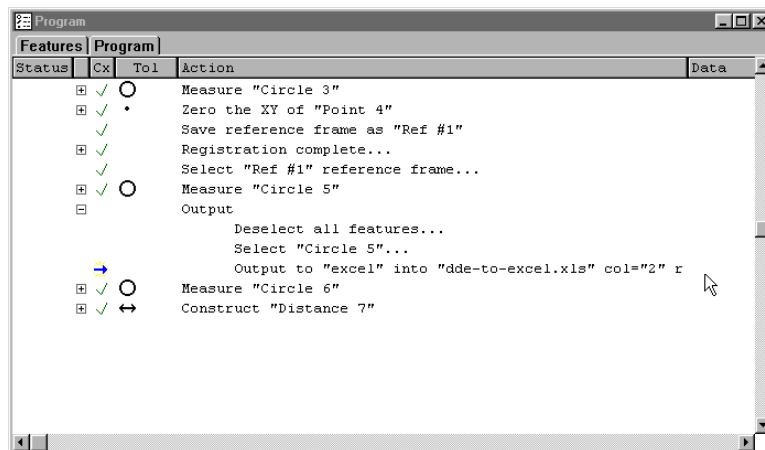 Program
Features Program
Status Cx Tol Action Data
Measure "Circle 3"
Zero the XY of "Point 4"
Save reference frame as "Ref #1"
Registration complete...
Select "Ref #1" reference frame...
Measure "Circle 5"
Output
Deselect all features...
Select "Circle 5"...
Output to "excel" into "dde-to-excel.xls" col="2" r
Measure "Circle 6"
Construct "Distance 7"